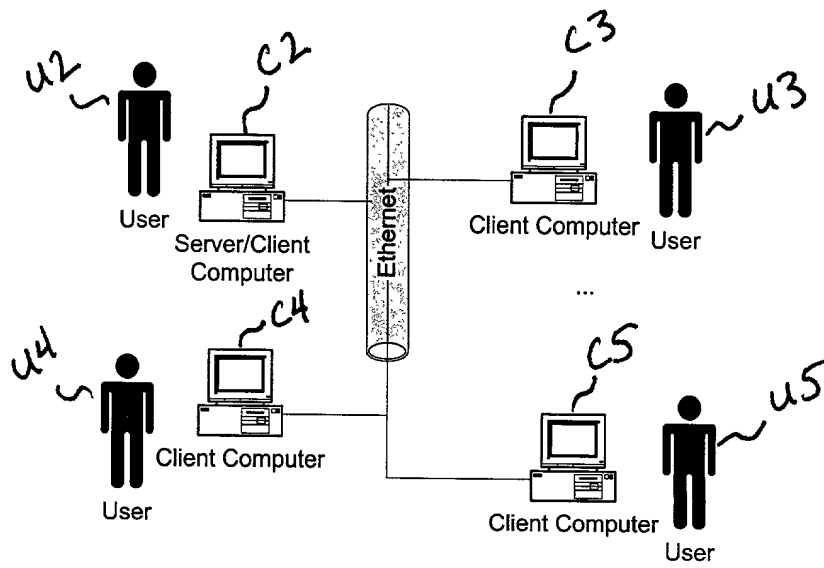 U2
C2
C3
U3
User
Server/Client
Computer
Ethernet
Client Computer
User
...
U4
C4
C5
U5
Client Computer
User
Client Computer
User